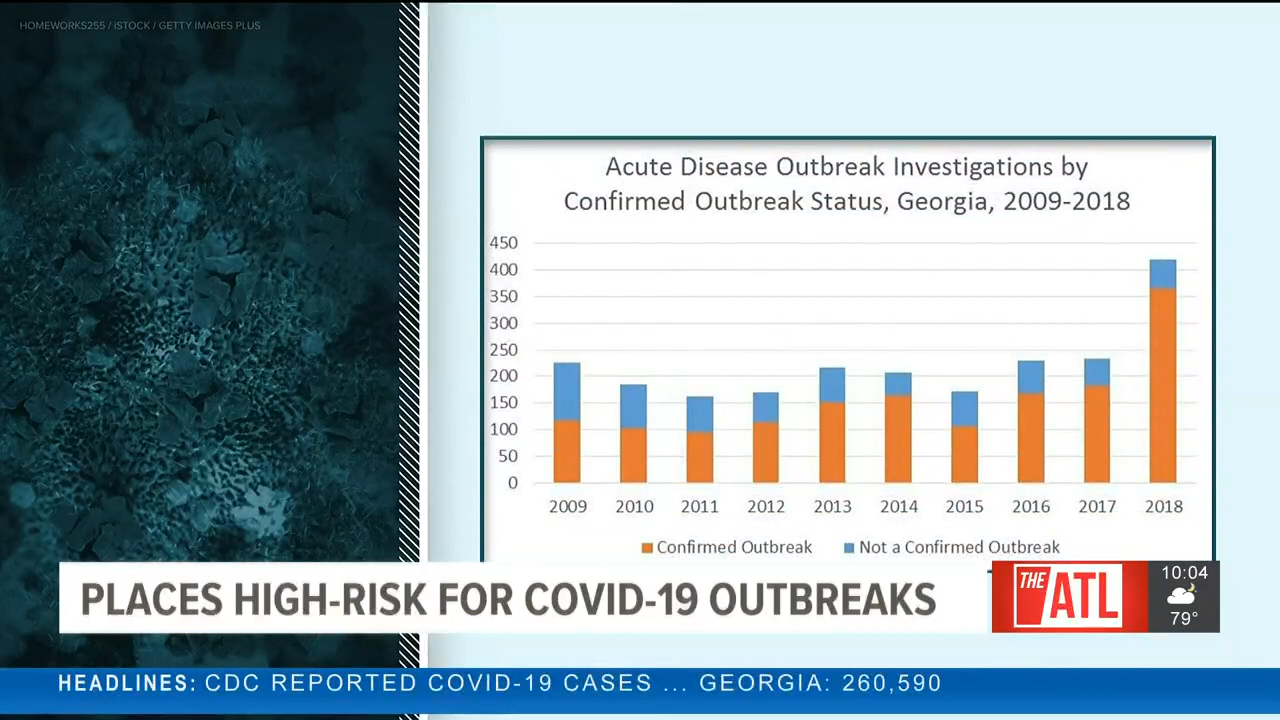 HOMEWORKS255 / iSTOCK / GETTY IMAGES PLUS
Acute Disease Outbreak Investigations by
Confirmed Outbreak Status, Georgia, 2009-2018
450
400
350
300
250
200
150
100
50
0
2009 2010 2011 2012 2013 2014 2015 2016 2017 2018
Confirmed Outbreak Not a Confirmed Outbreak
PLACES HIGH-RISK FOR COVID-19 OUTBREAKS
THE ATL
10:04
79°
HEADLINES: CDC REPORTED COVID-19 CASES ... GEORGIA: 260,590